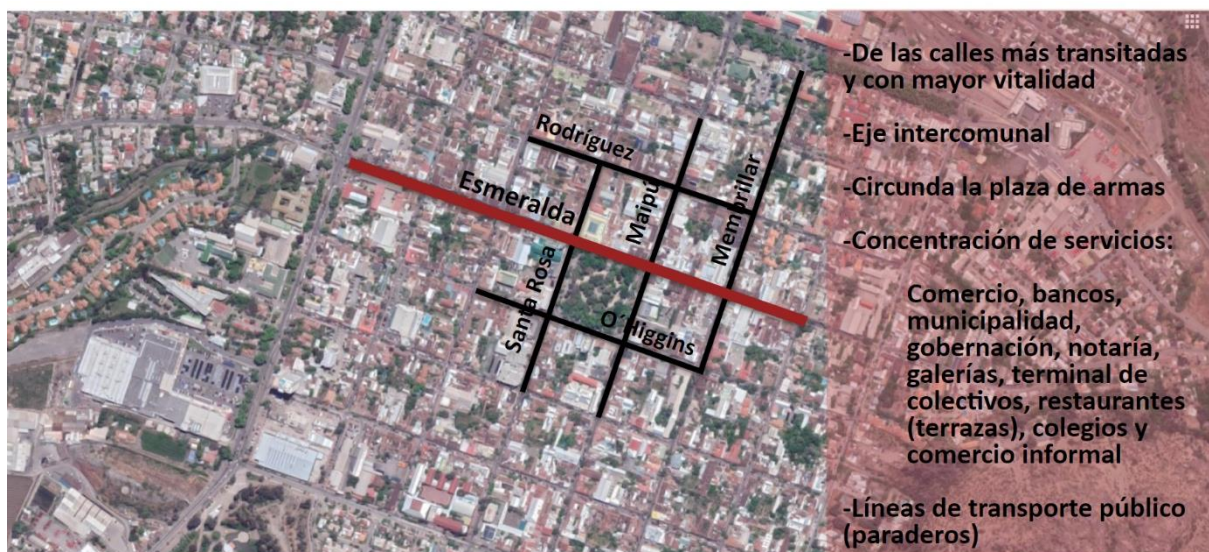 Rodríguez
Esmeralda
Maipú
Membrillar
Santa Rosa
O´Higgins
-De las calles más transitadas
y con mayor vitalidad
-Eje intercomunal
-Circunda la plaza de armas
-Concentración de servicios:
Comercio, bancos,
municipalidad,
gobernación, notaría,
galerías, terminal de
colectivos, restaurantes
(terrazas), colegios y
comercio informal
-Líneas de transporte público
(paraderos)